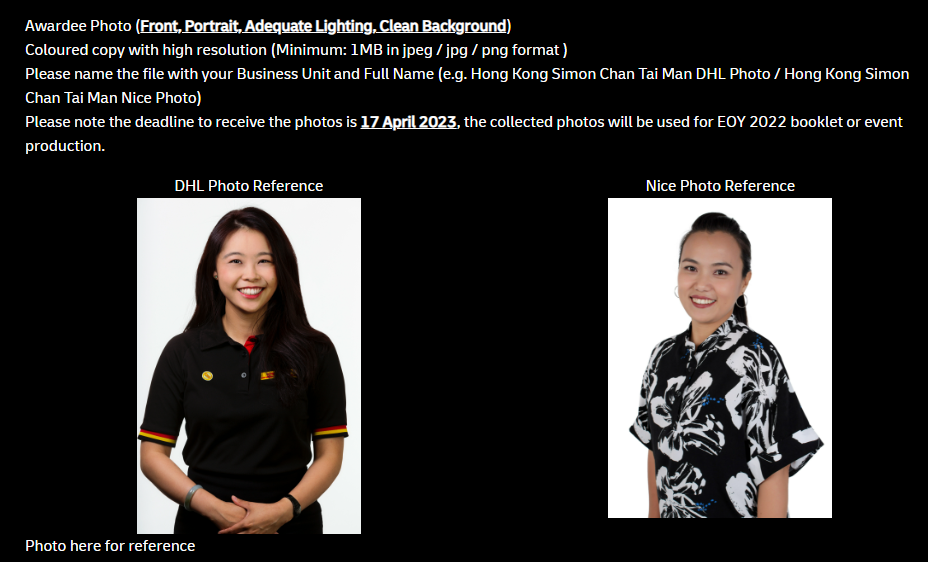 Awardee Photo (Front, Portrait, Adequate Lighting, Clean Background)
Coloured copy with high resolution (Minimum: 1MB in jpeg / jpg / png format )
Please name the file with your Business Unit and Full Name (e.g. Hong Kong Simon Chan Tai Man DHL Photo / Hong Kong Simon
Chan Tai Man Nice Photo)
Please note the deadline to receive the photos is 17 April 2023, the collected photos will be used for EOY 2022 booklet or event
production.
DHL Photo Reference
Nice Photo Reference
Photo here for reference